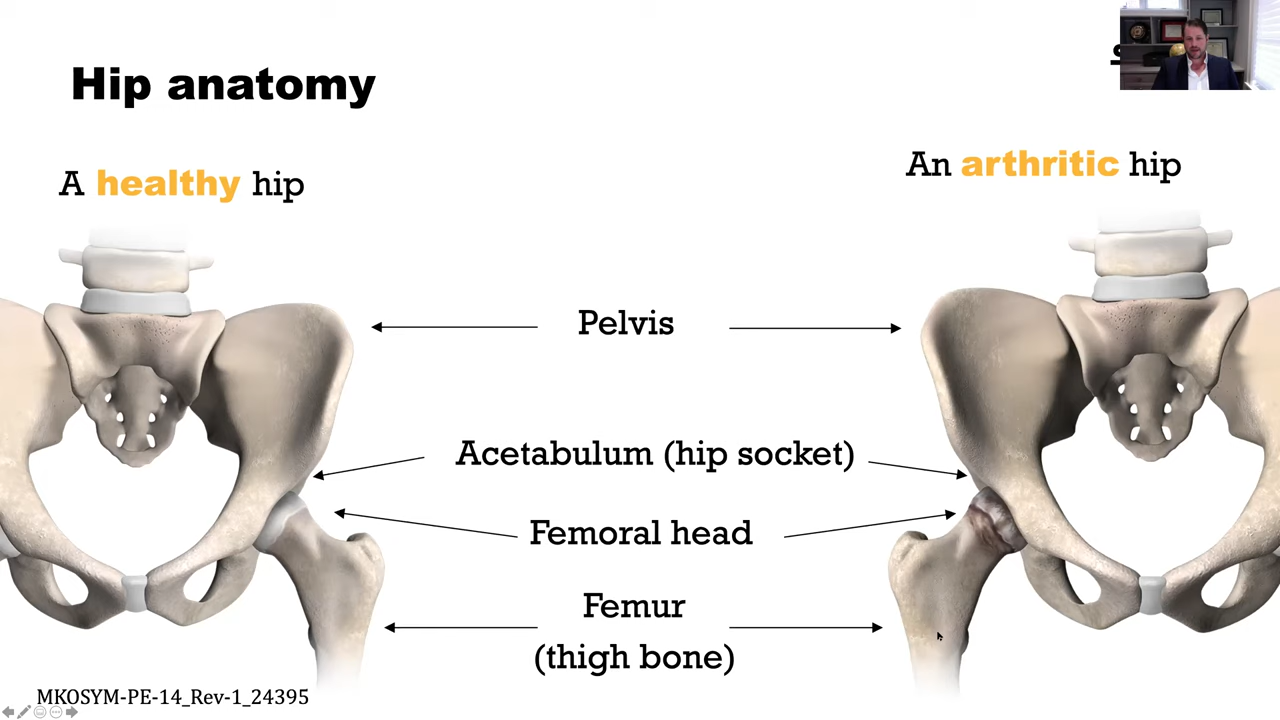 Hip anatomy
A healthy hip
An arthritic hip
Pelvis
Acetabulum (hip socket)
Femoral head
Femur
(thigh bone)
MKOSYM-PE-14_Rev-1_24395